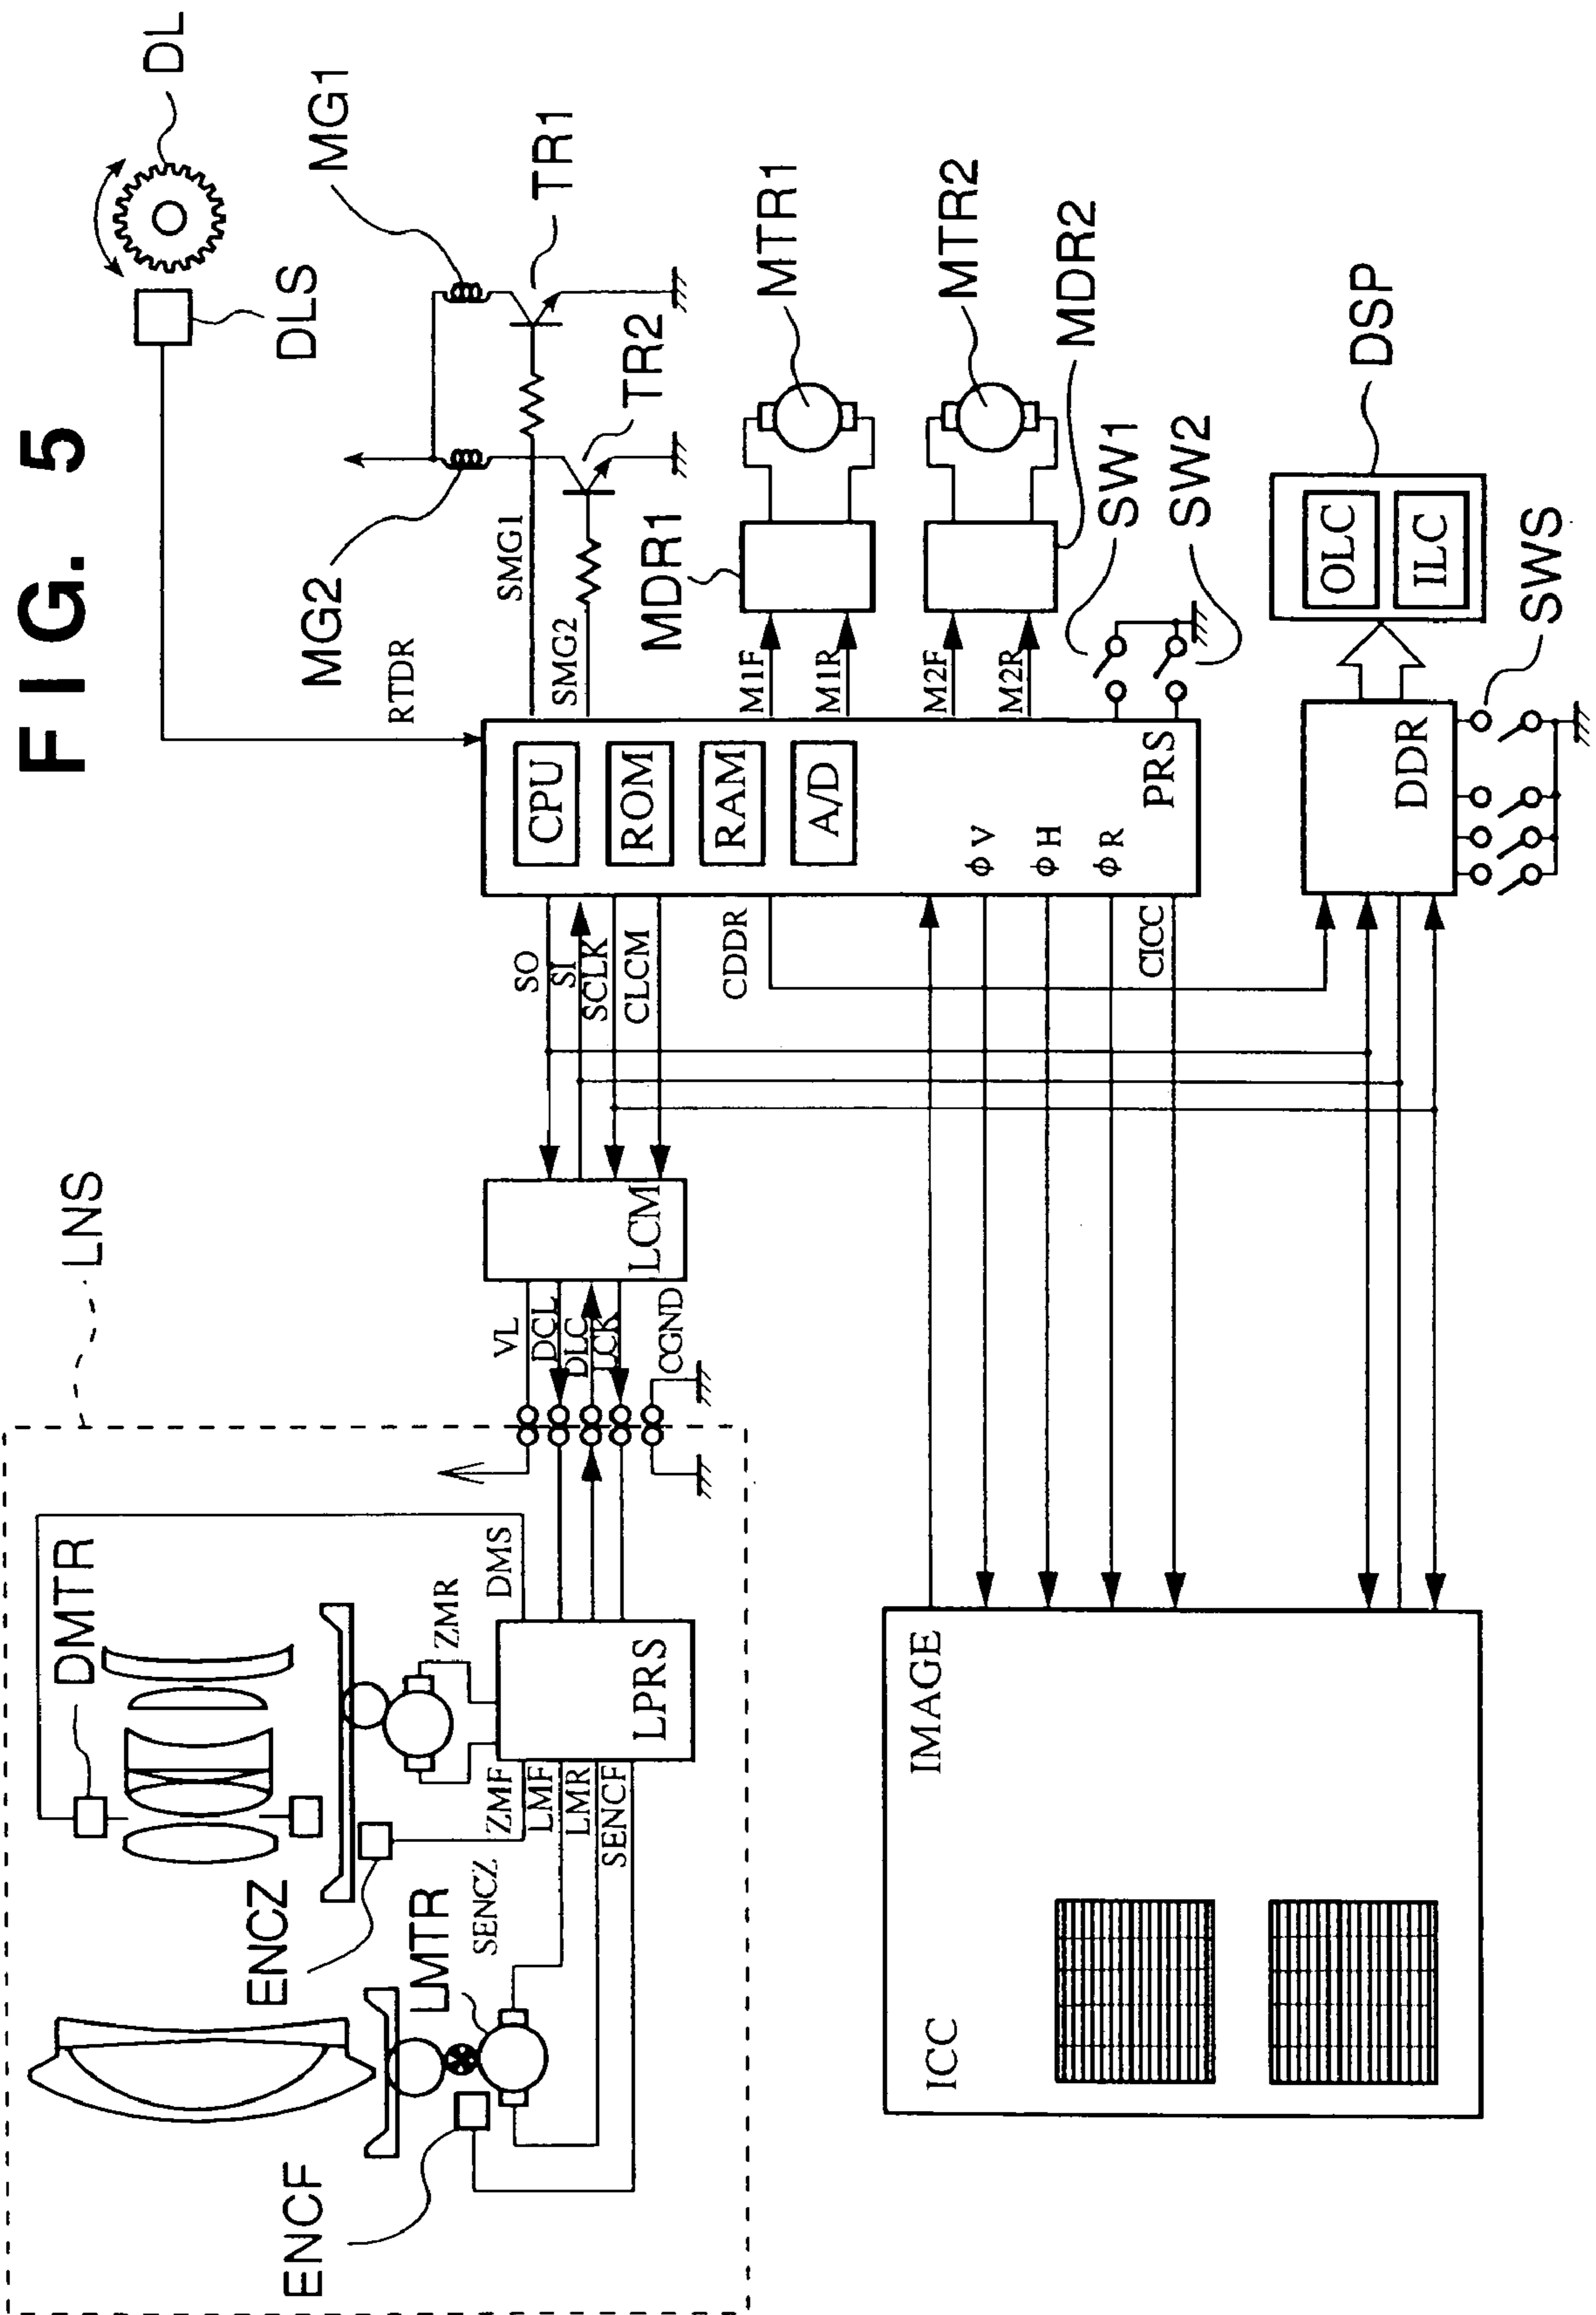 FIG. 5
DL
DLS
MG1
MG2
TR1
TR2
RTDR
SMG1
SMG2
MDR1
MTR1
M1F
M1R
MTR2
MDR2
M2F
M2R
SW1
SW2
CPU
ROM
RAM
A/D
φV
φH
φR
PRS
SO
SI
SCLK
CLCM
CDDR
CICC
DSP
OLC
ILC
DDR
SWS
LNS
LCM
VL
DCL
DLC
LCK
CGND
DMTR
DMS
ZMR
LPRS
ZMF
LMF
LMR
SENCF
SENCZ
ENCZ
LMTR
ENCF
IMAGE
ICC